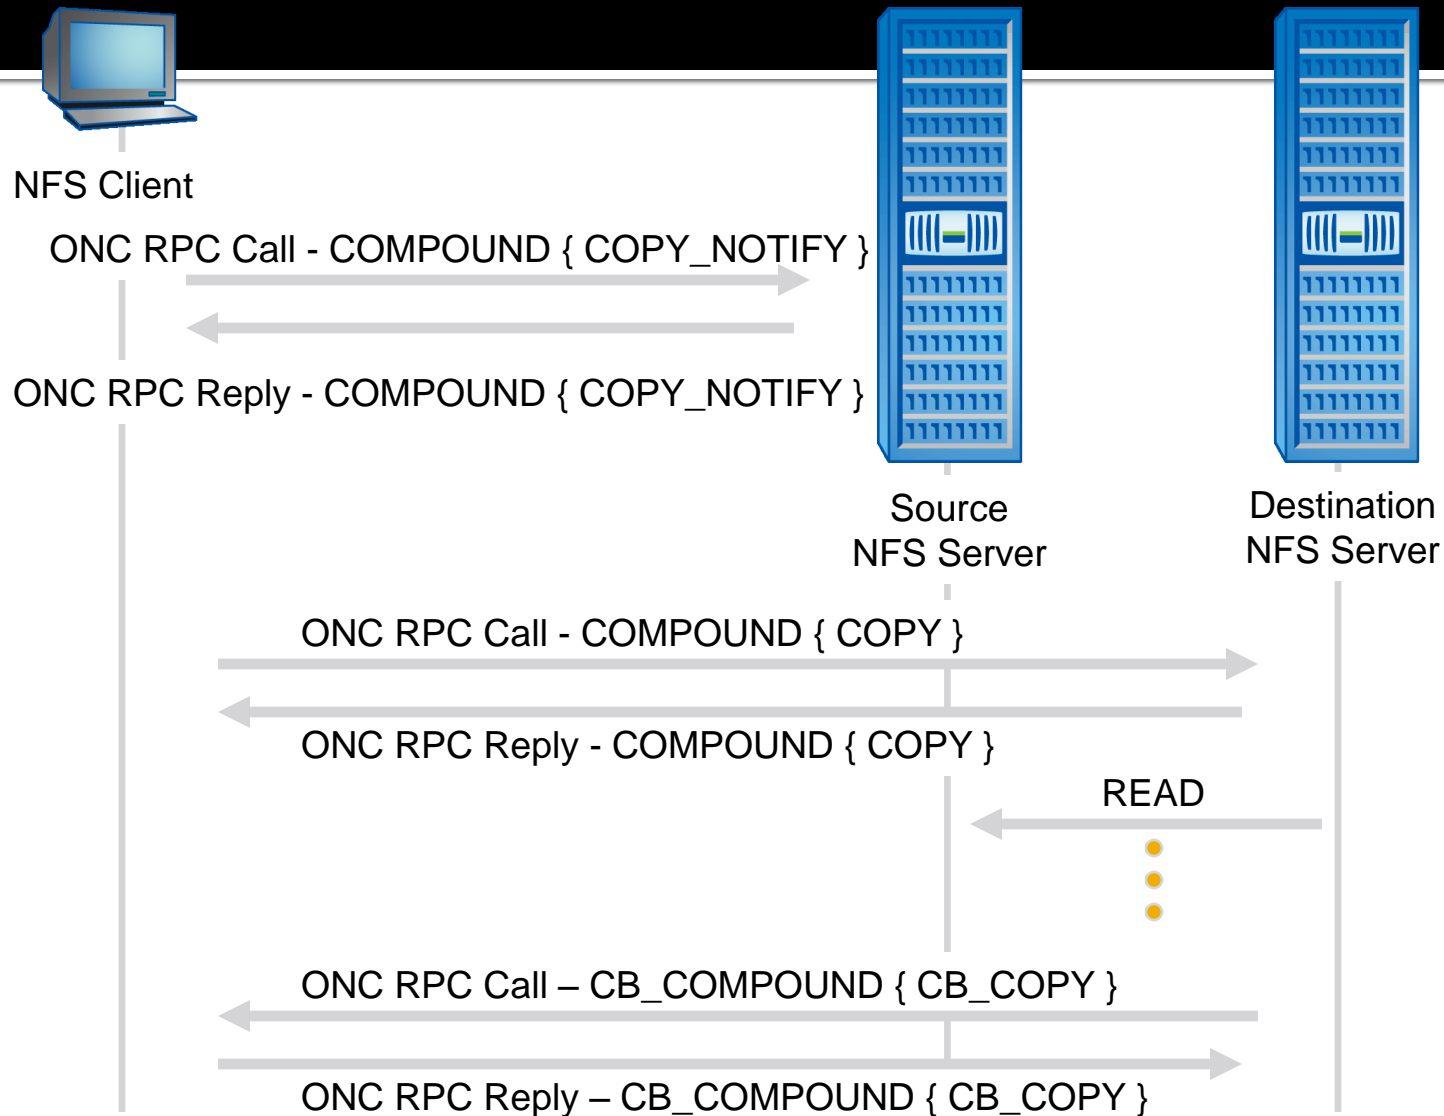 NFS Client
ONC RPC Call - COMPOUND { COPY_NOTIFY }
ONC RPC Reply - COMPOUND { COPY_NOTIFY }
Source
NFS Server
Destination
NFS Server
ONC RPC Call - COMPOUND { COPY }
ONC RPC Reply - COMPOUND { COPY }
READ
ONC RPC Call – CB_COMPOUND { CB_COPY }
ONC RPC Reply – CB_COMPOUND { CB_COPY }